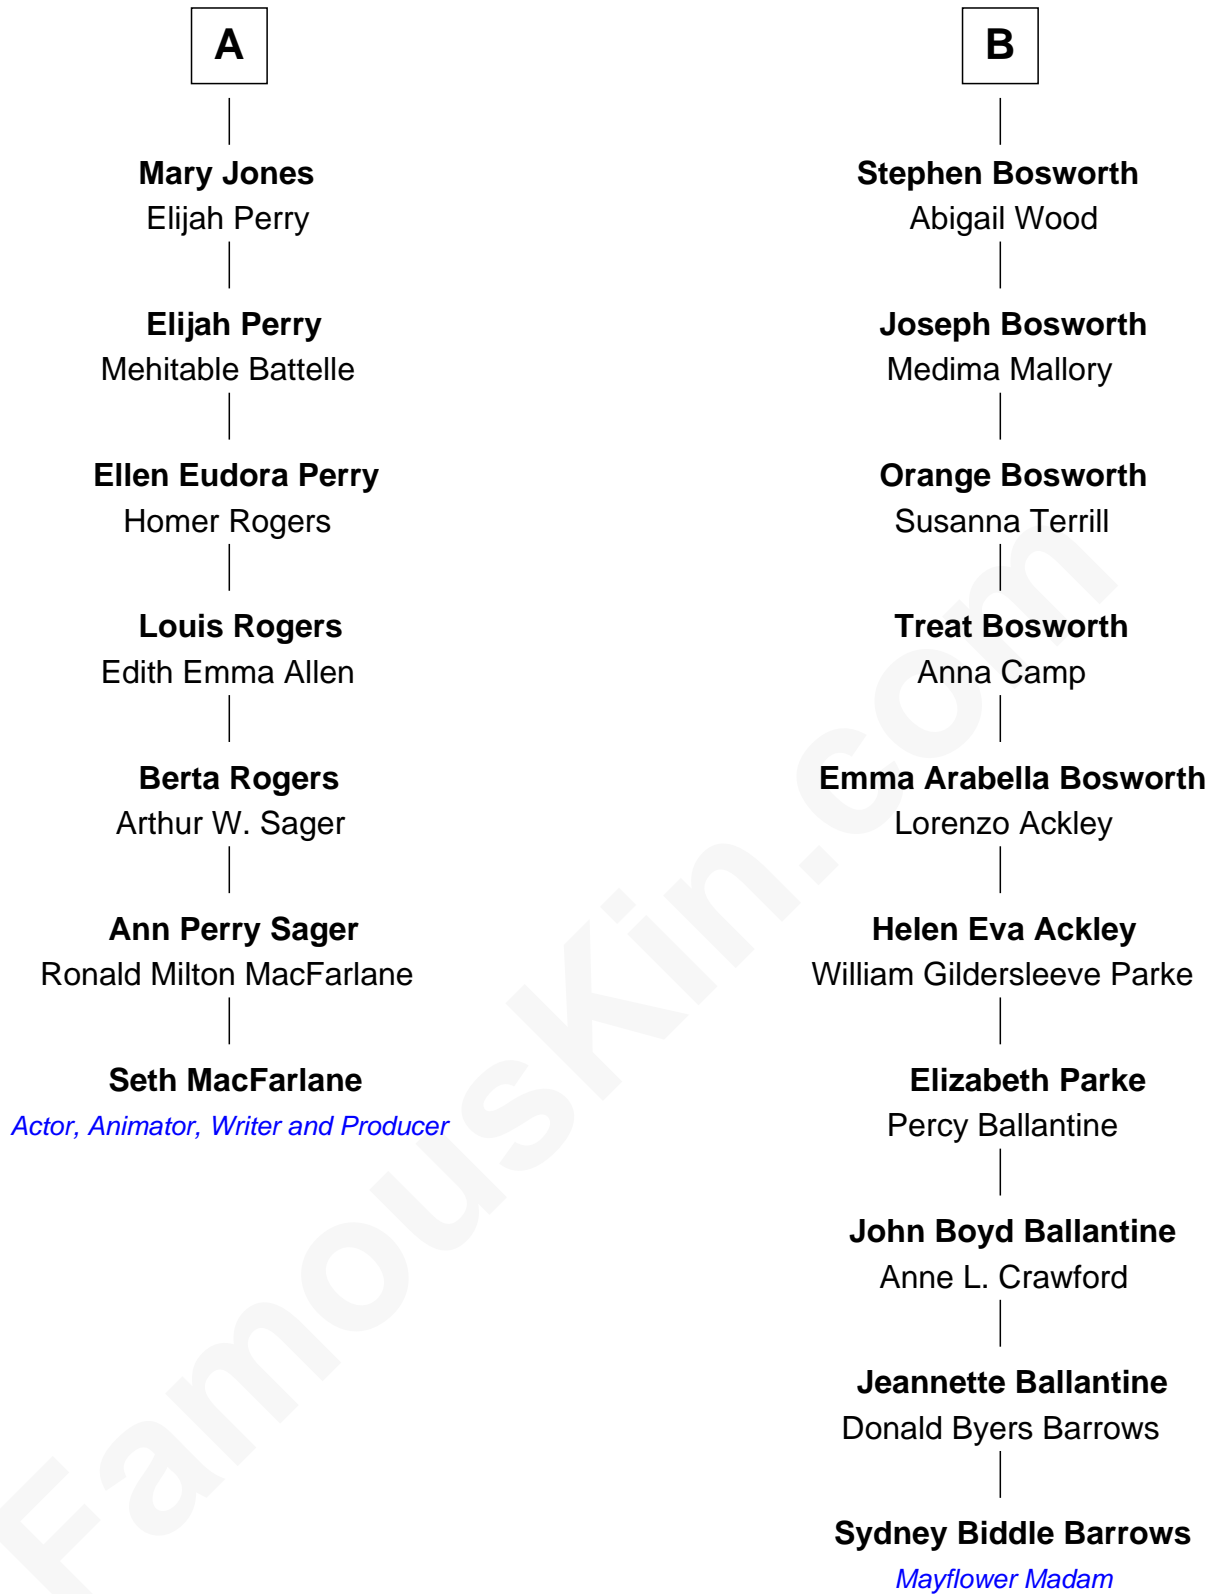 A
Mary Jones
Elijah Perry
Elijah Perry
Mehitable Battelle
Ellen Eudora Perry
Homer Rogers
Louis Rogers
Edith Emma Allen
Berta Rogers
Arthur W. Sager
Ann Perry Sager
Ronald Milton MacFarlane
Seth MacFarlane
Actor, Animator, Writer and Producer
B
Stephen Bosworth
Abigail Wood
Joseph Bosworth
Medima Mallory
Orange Bosworth
Susanna Terrill
Treat Bosworth
Anna Camp
Emma Arabella Bosworth
Lorenzo Ackley
Helen Eva Ackley
William Gildersleeve Parke
Elizabeth Parke
Percy Ballantine
John Boyd Ballantine
Anne L. Crawford
Jeannette Ballantine
Donald Byers Barrows
Sydney Biddle Barrows
Mayflower Madam
FamousKin.com